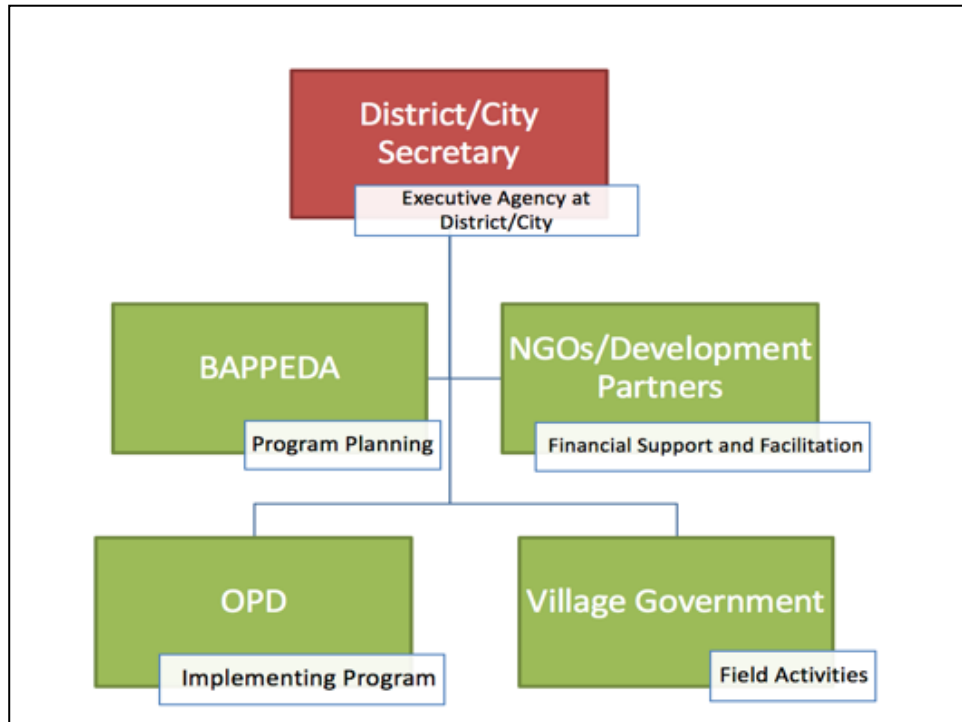 District/City
Secretary
Executive Agency at
District/City
BAPPEDA
Program Planning
NGOs/Development
Partners
Financial Support and Facilitation
OPD
Implementing Program
Village Government
Field Activities